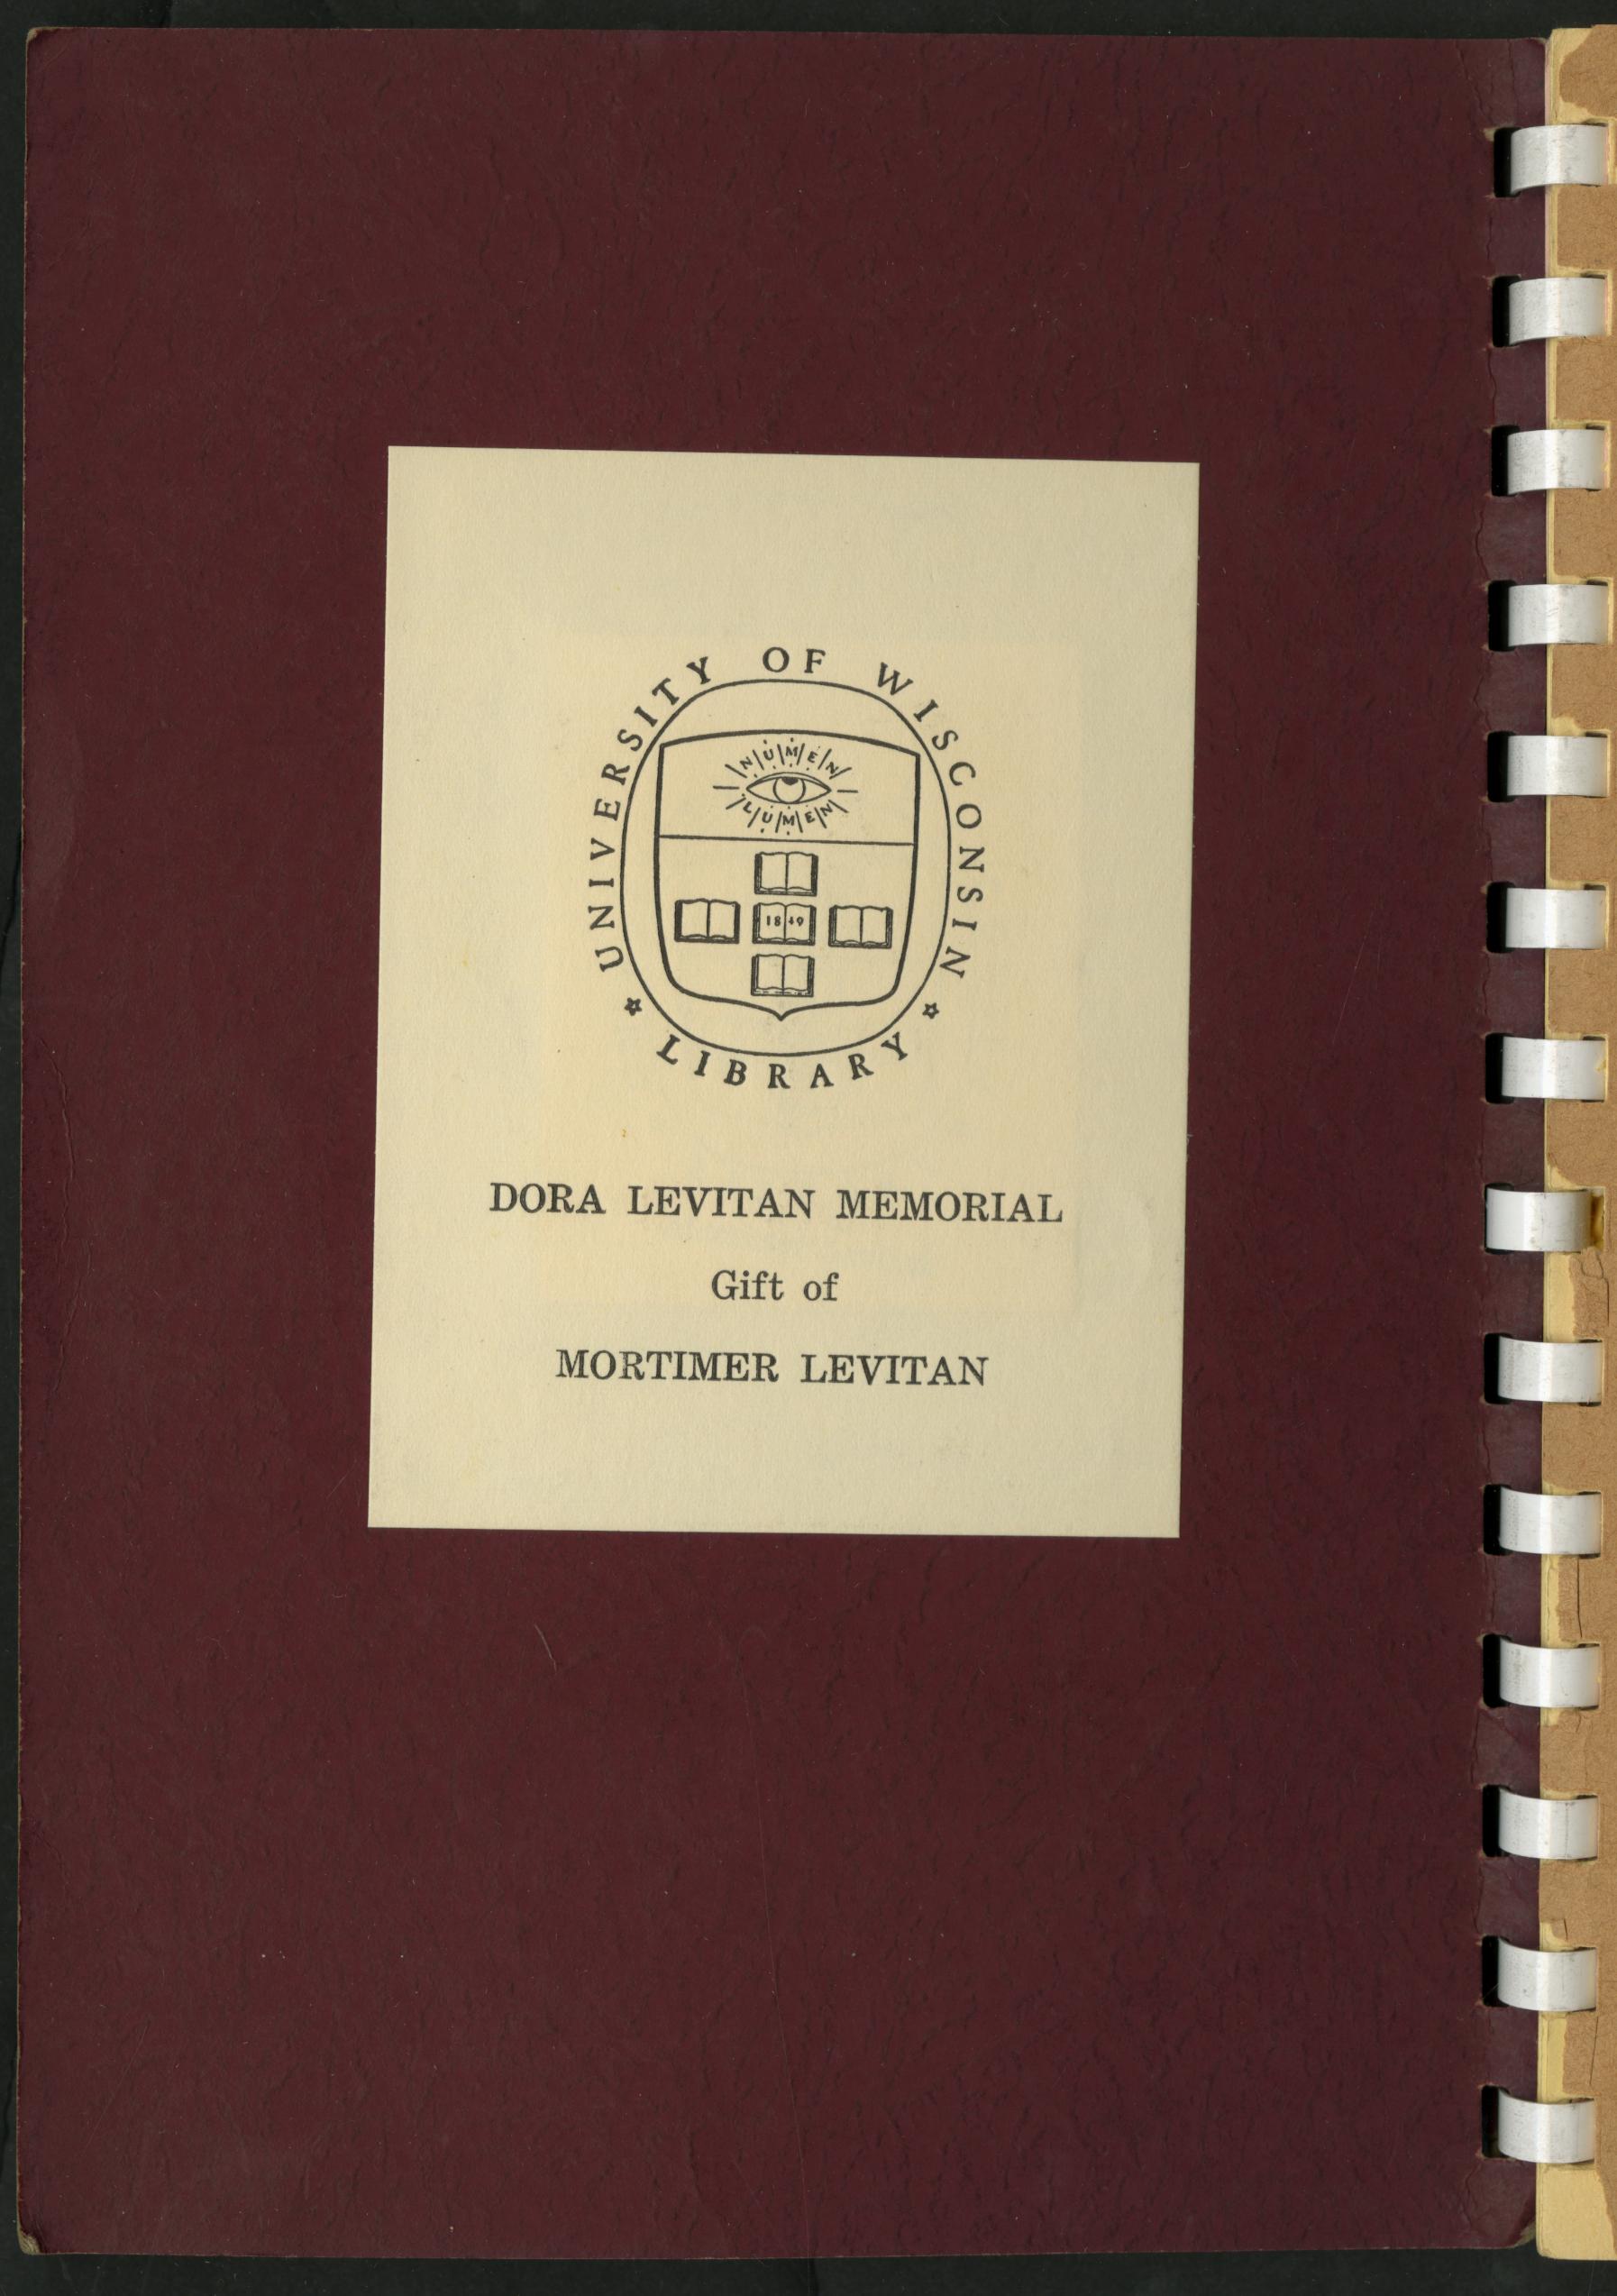 UNIVERSITY OF WISCONSIN
NUMEN
LUMEN
1849
LIBRARY
DORA LEVITAN MEMORIAL
Gift of
MORTIMER LEVITAN